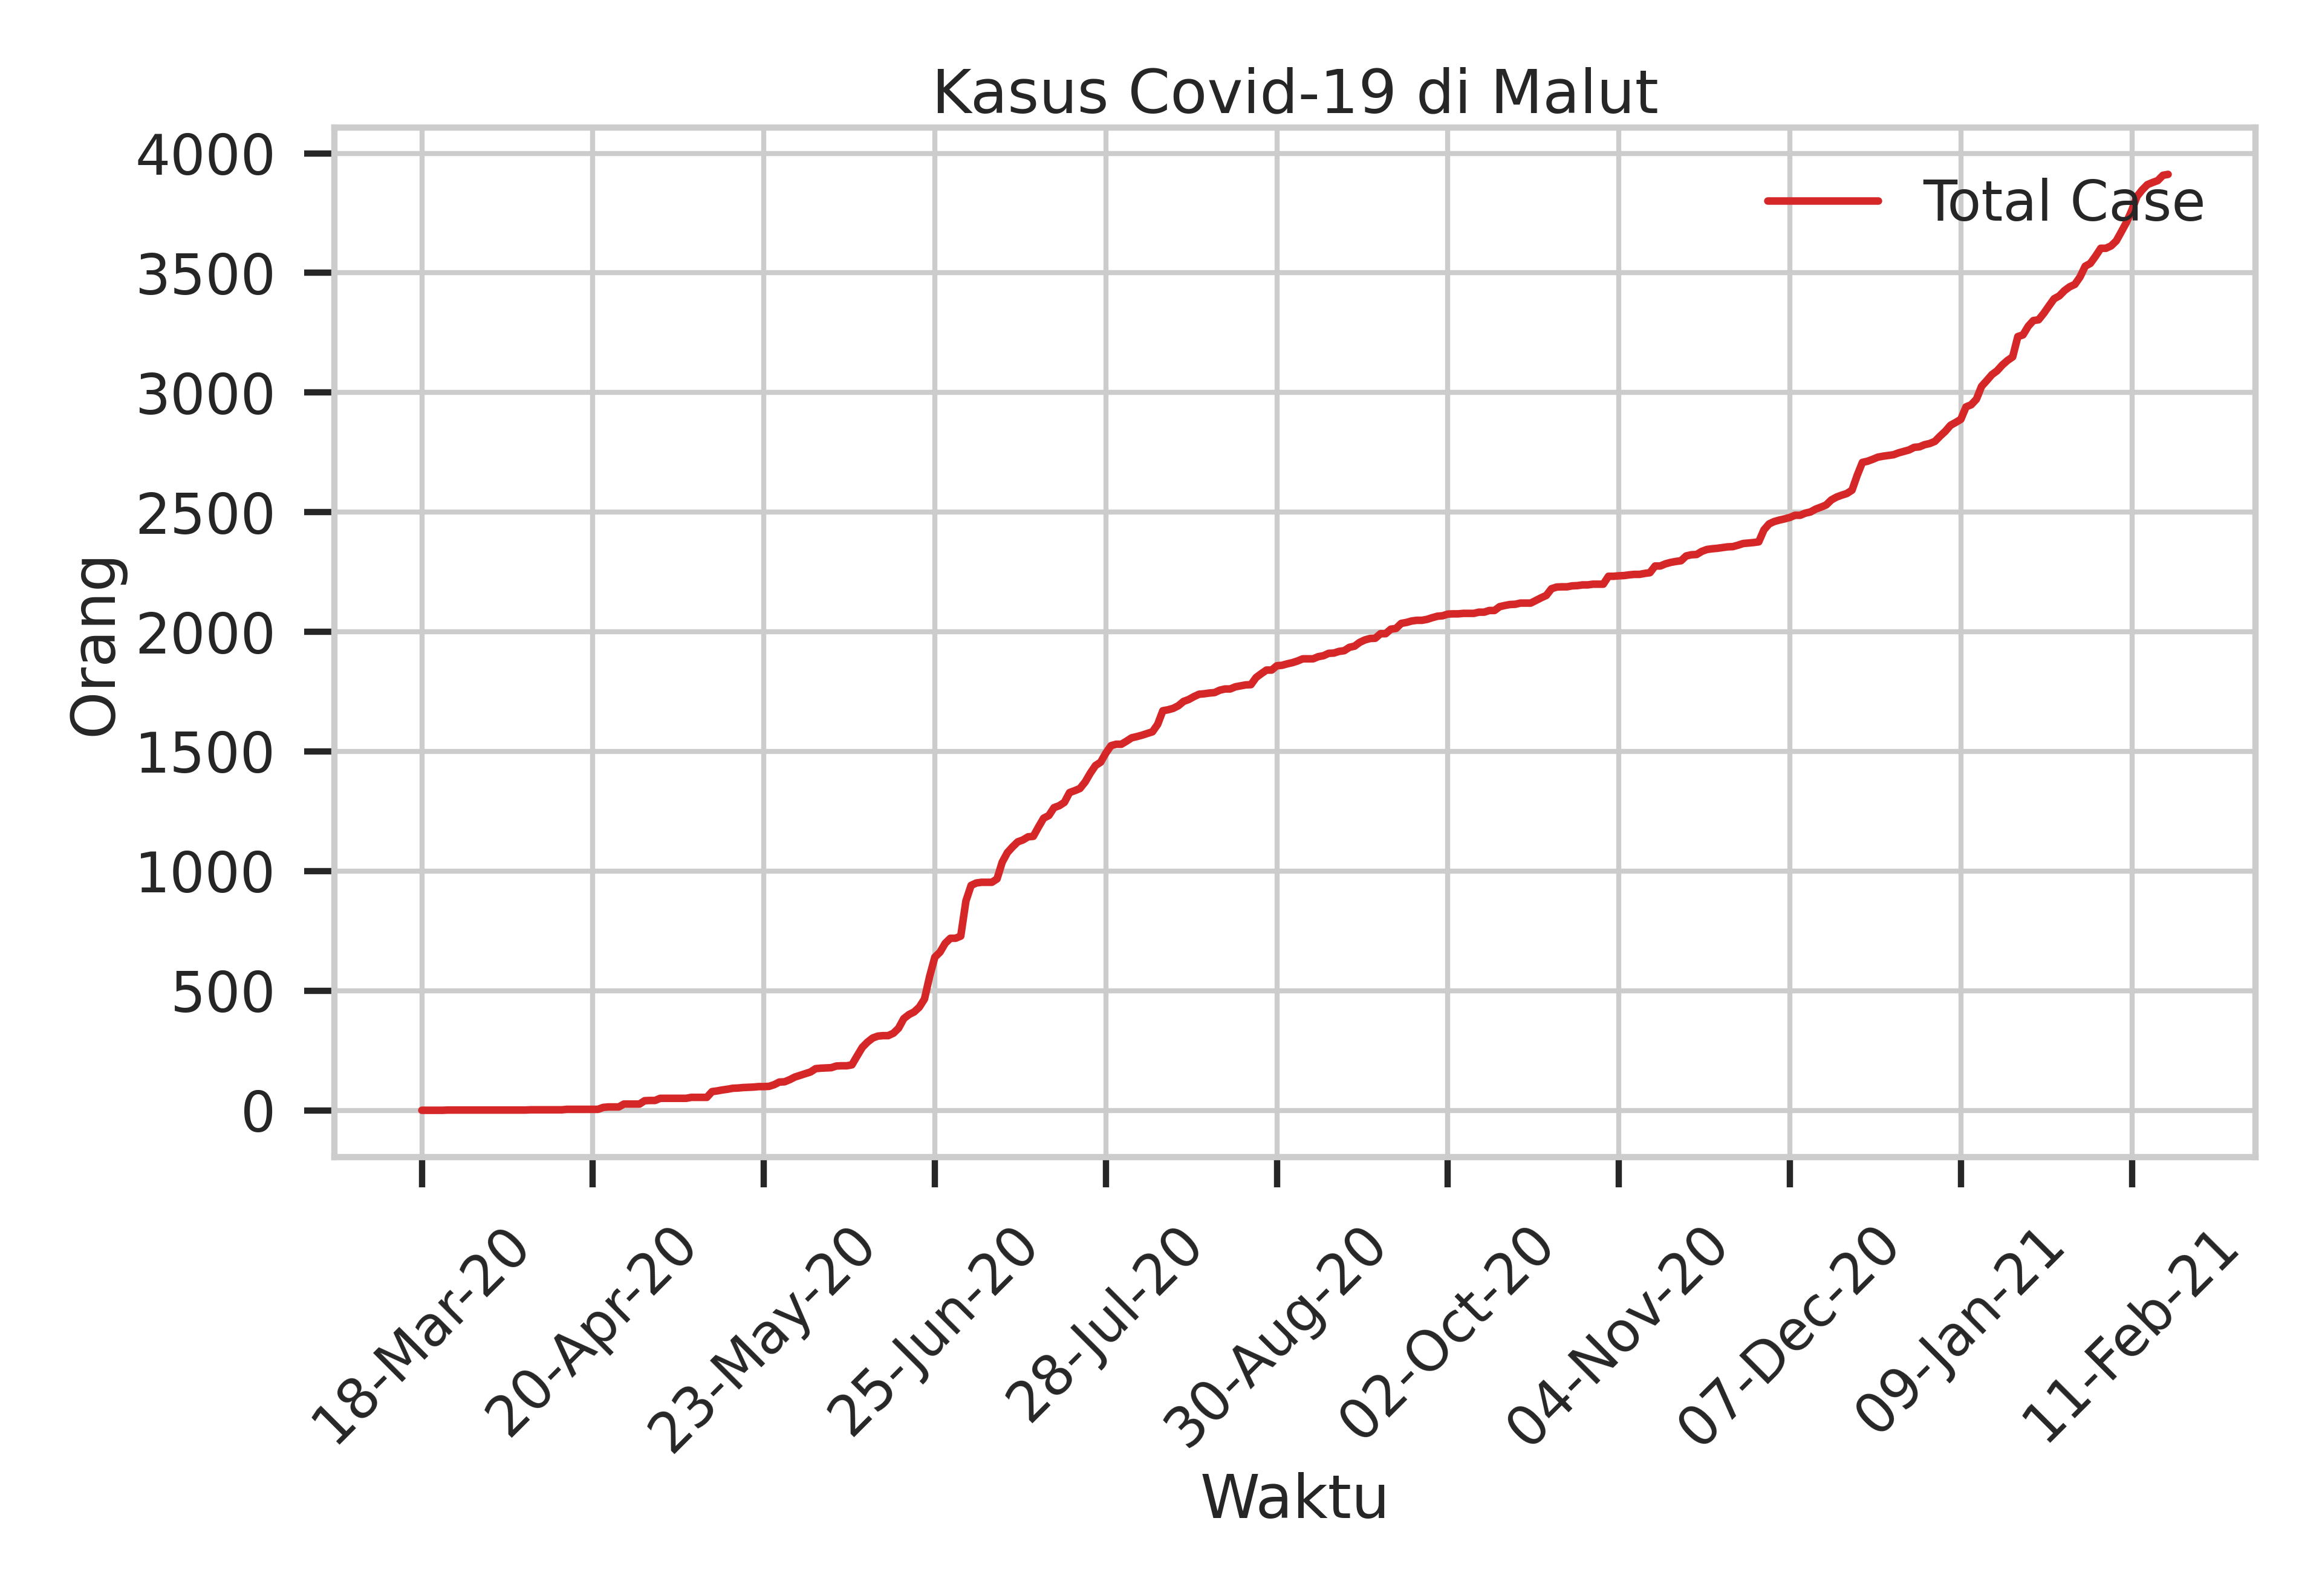 Kasus Covid-19 di Malut
Total Case
4000
3500
3000
2500
2000
1500
1000
500
0
Orang
18-Mar-20
20-Apr-20
23-May-20
25-Jun-20
28-Jul-20
30-Aug-20
02-Oct-20
04-Nov-20
07-Dec-20
09-Jan-21
11-Feb-21
Waktu